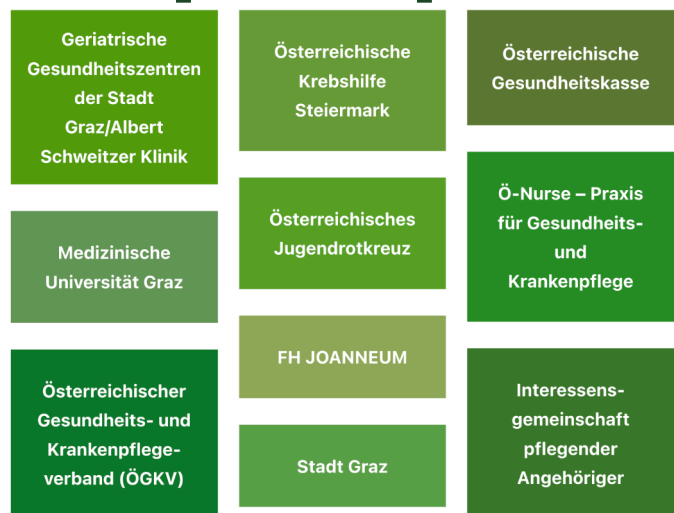 Geriatrische
Gesundheitszentren
der Stadt
Graz/Albert
Schweitzer Klinik
Medizinische
Universität Graz
Österreichischer
Gesundheits- und
Krankenpflege-
verband (ÖGKV)
Österreichische
Krebshilfe
Steiermark
Österreichisches
Jugendrotkreuz
FH JOANNEUM
Stadt Graz
Österreichische
Gesundheitskasse
Ö-Nurse – Praxis
für Gesundheits-
und
Krankenpflege
Interessens-
gemeinschaft
pflegender
Angehöriger